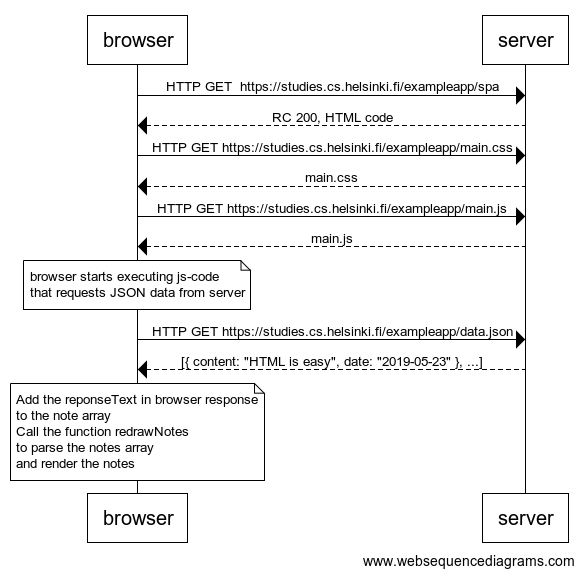 browser
server
HTTP GET  https://studies.cs.helsinki.fi/exampleapp/spa
RC 200, HTML code
HTTP GET https://studies.cs.helsinki.fi/exampleapp/main.css
main.css
HTTP GET https://studies.cs.helsinki.fi/exampleapp/main.js
main.js
browser starts executing js-code
that requests JSON data from server
HTTP GET https://studies.cs.helsinki.fi/exampleapp/data.json
[{ content: "HTML is easy", date: "2019-05-23" }, ...]
Add the reponseText in browser response
to the note array
Call the function redrawNotes
to parse the notes array
and render the notes
browser
server
www.websequencediagrams.com